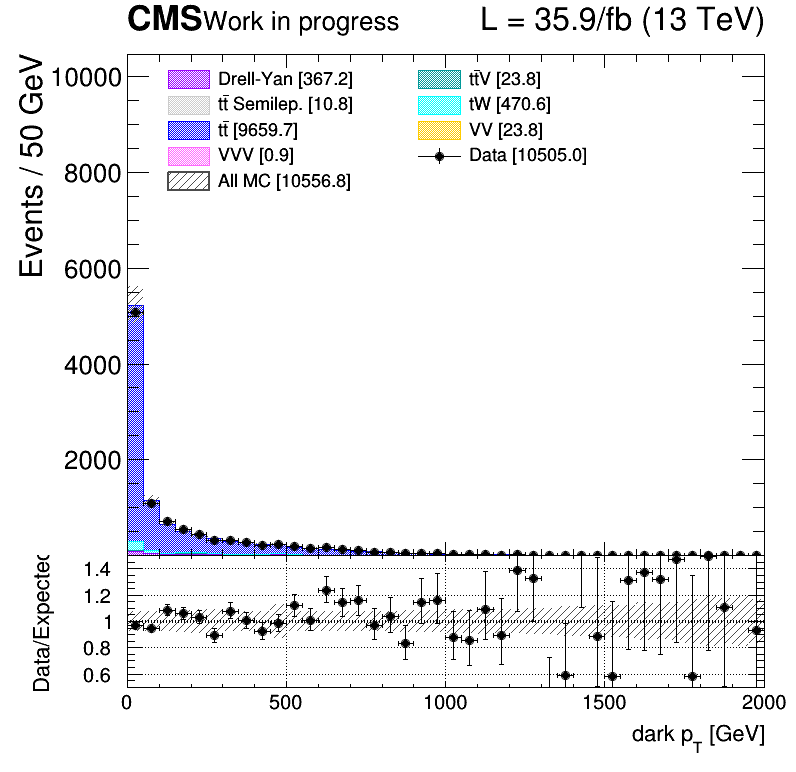 CMS Work in progress L = 35.9/fb (13 TeV)
Events / 50 GeV
10000
8000
6000
4000
2000
Drell-Yan [367.2]
tt̄ Semilep. [10.8]
tt̄ [9659.7]
VVV [0.9]
All MC [10556.8]
tt̄V [23.8]
tW [470.6]
VV [23.8]
Data [10505.0]
Data/Expected
1.4
1.2
1
0.8
0.6
0 500 1000 1500 2000
dark p_T [GeV]